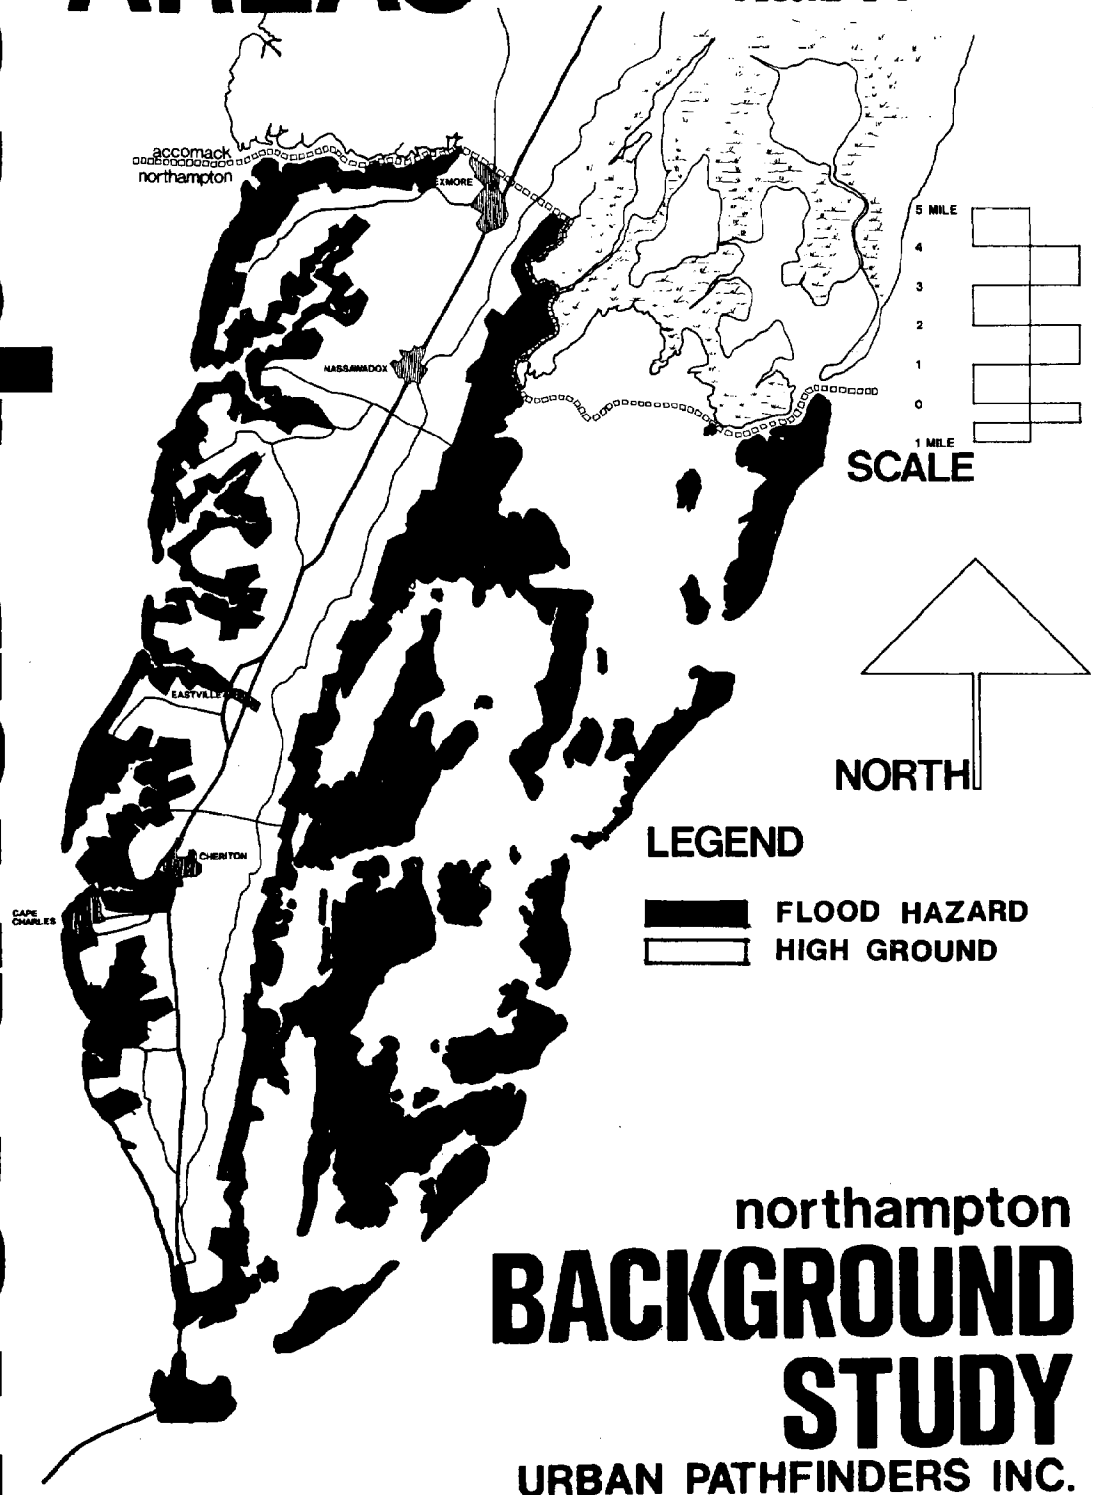 AREAS
accomack
northampton
EXMORE
5 MILE
4
3
2
1
0
1 MILE
SCALE
NASSAWADOX
EASTVILLE
NORTH
LEGEND
CHERITON
CAPE
CHARLES
FLOOD HAZARD
HIGH GROUND
northampton
BACKGROUND
STUDY
URBAN PATHFINDERS INC.